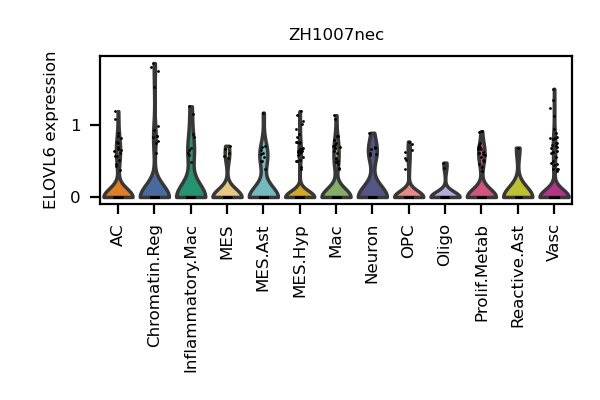 ZH1007nec
ELOVL6 expression
1
0
AC
Chromatin.Reg
Inflammatory.Mac
MES
MES.Ast
MES.Hyp
Mac
Neuron
OPC
Oligo
Prolif.Metab
Reactive.Ast
Vasc